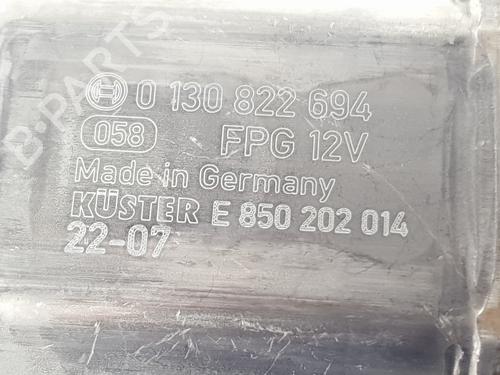 B-PARTS
0 130 822 694
058 FPG 12V
Made in Germany
KÜSTER E 850 202 014
22-07